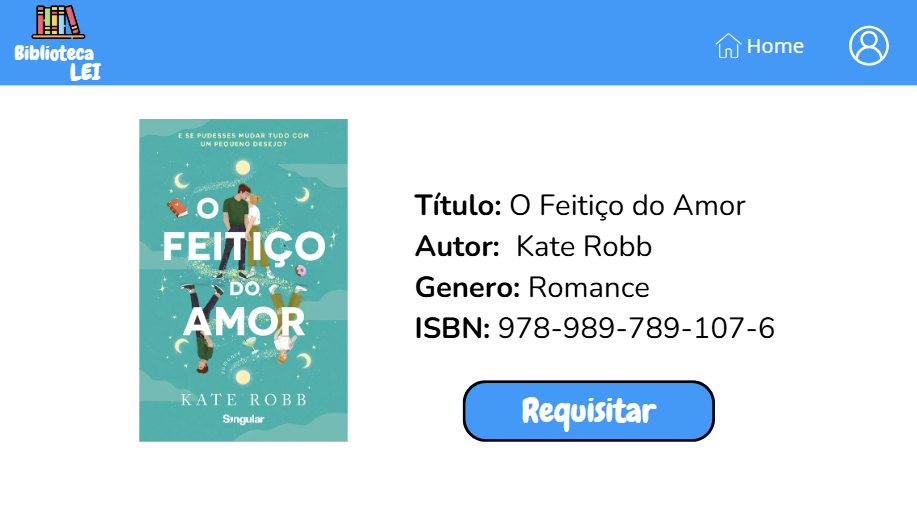 Biblioteca
LEI
Home
E SE PUDESSES MUDAR TUDO COM
UM PEQUENO DESEJO?
O
FEITIÇO
DO
AMOR
romance
KATE ROBB
Singular
Título: O Feitiço do Amor
Autor: Kate Robb
Genero: Romance
ISBN: 978-989-789-107-6
Requisitar